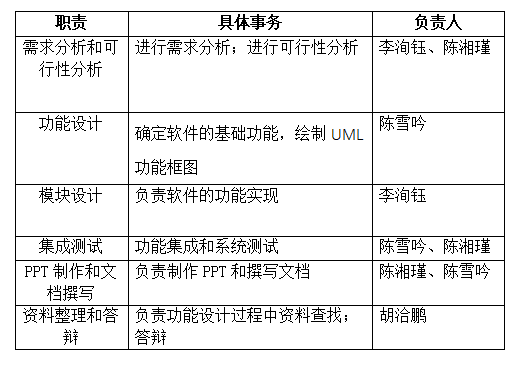 职责 具体事务 负责人
需求分析和可 进行需求分析；进行可行性分析 李洵钰、陈湘瑾
行性分析
功能设计 确定软件的基础功能，绘制 UML 陈雪吟
功能框图
模块设计 负责软件的功能实现 李洵钰
集成测试 功能集成和系统测试 陈雪吟、陈湘瑾
PPT 制作和文 负责制作 PPT 和撰写文档 陈湘瑾、陈雪吟
档撰写
资料整理和答 负责功能设计过程中资料查找； 胡洽鹏
辩 答辩